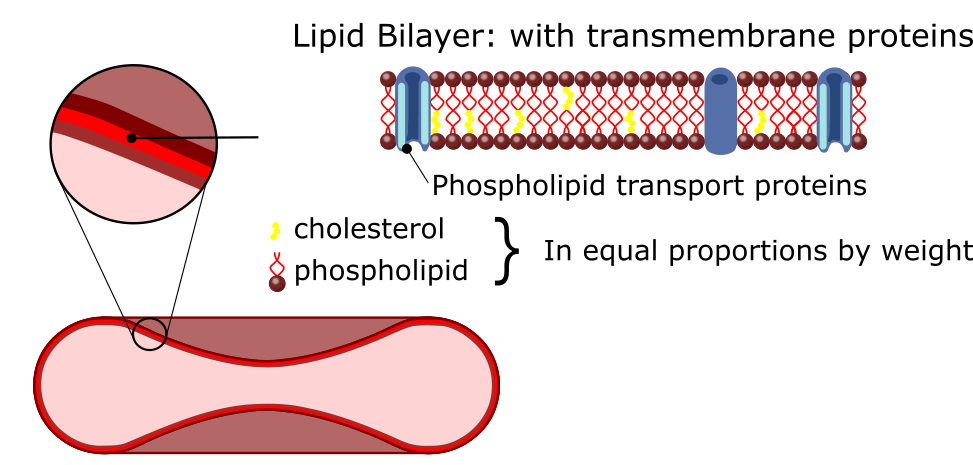 Lipid Bilayer: with transmembrane proteins
Phospholipid transport proteins
cholesterol
phospholipid
In equal proportions by weight